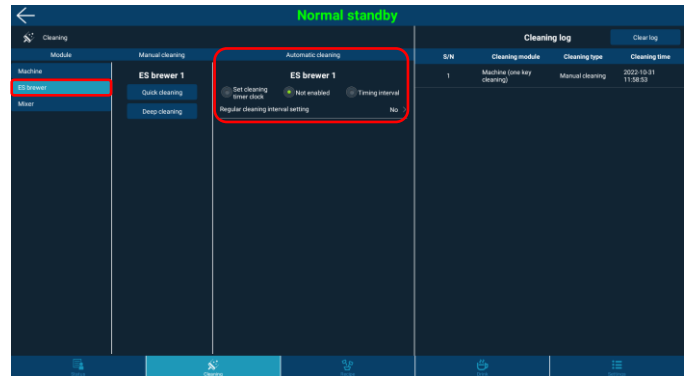 Normal standby
Cleaning
Cleaning log
Clear log
Module
Manual cleaning
Automatic cleaning
S/N
Cleaning module
Cleaning type
Cleaning time
Machine
ES brewer
Mixer
ES brewer 1
Quick cleaning
Deep cleaning
ES brewer 1
Set cleaning
timer clock
Not enabled
Timing interval
Regular cleaning interval setting
No
1
Machine (one key
cleaning)
Manual cleaning
2022-10-31
11:58:53
Cleaning
Recipe
Drink